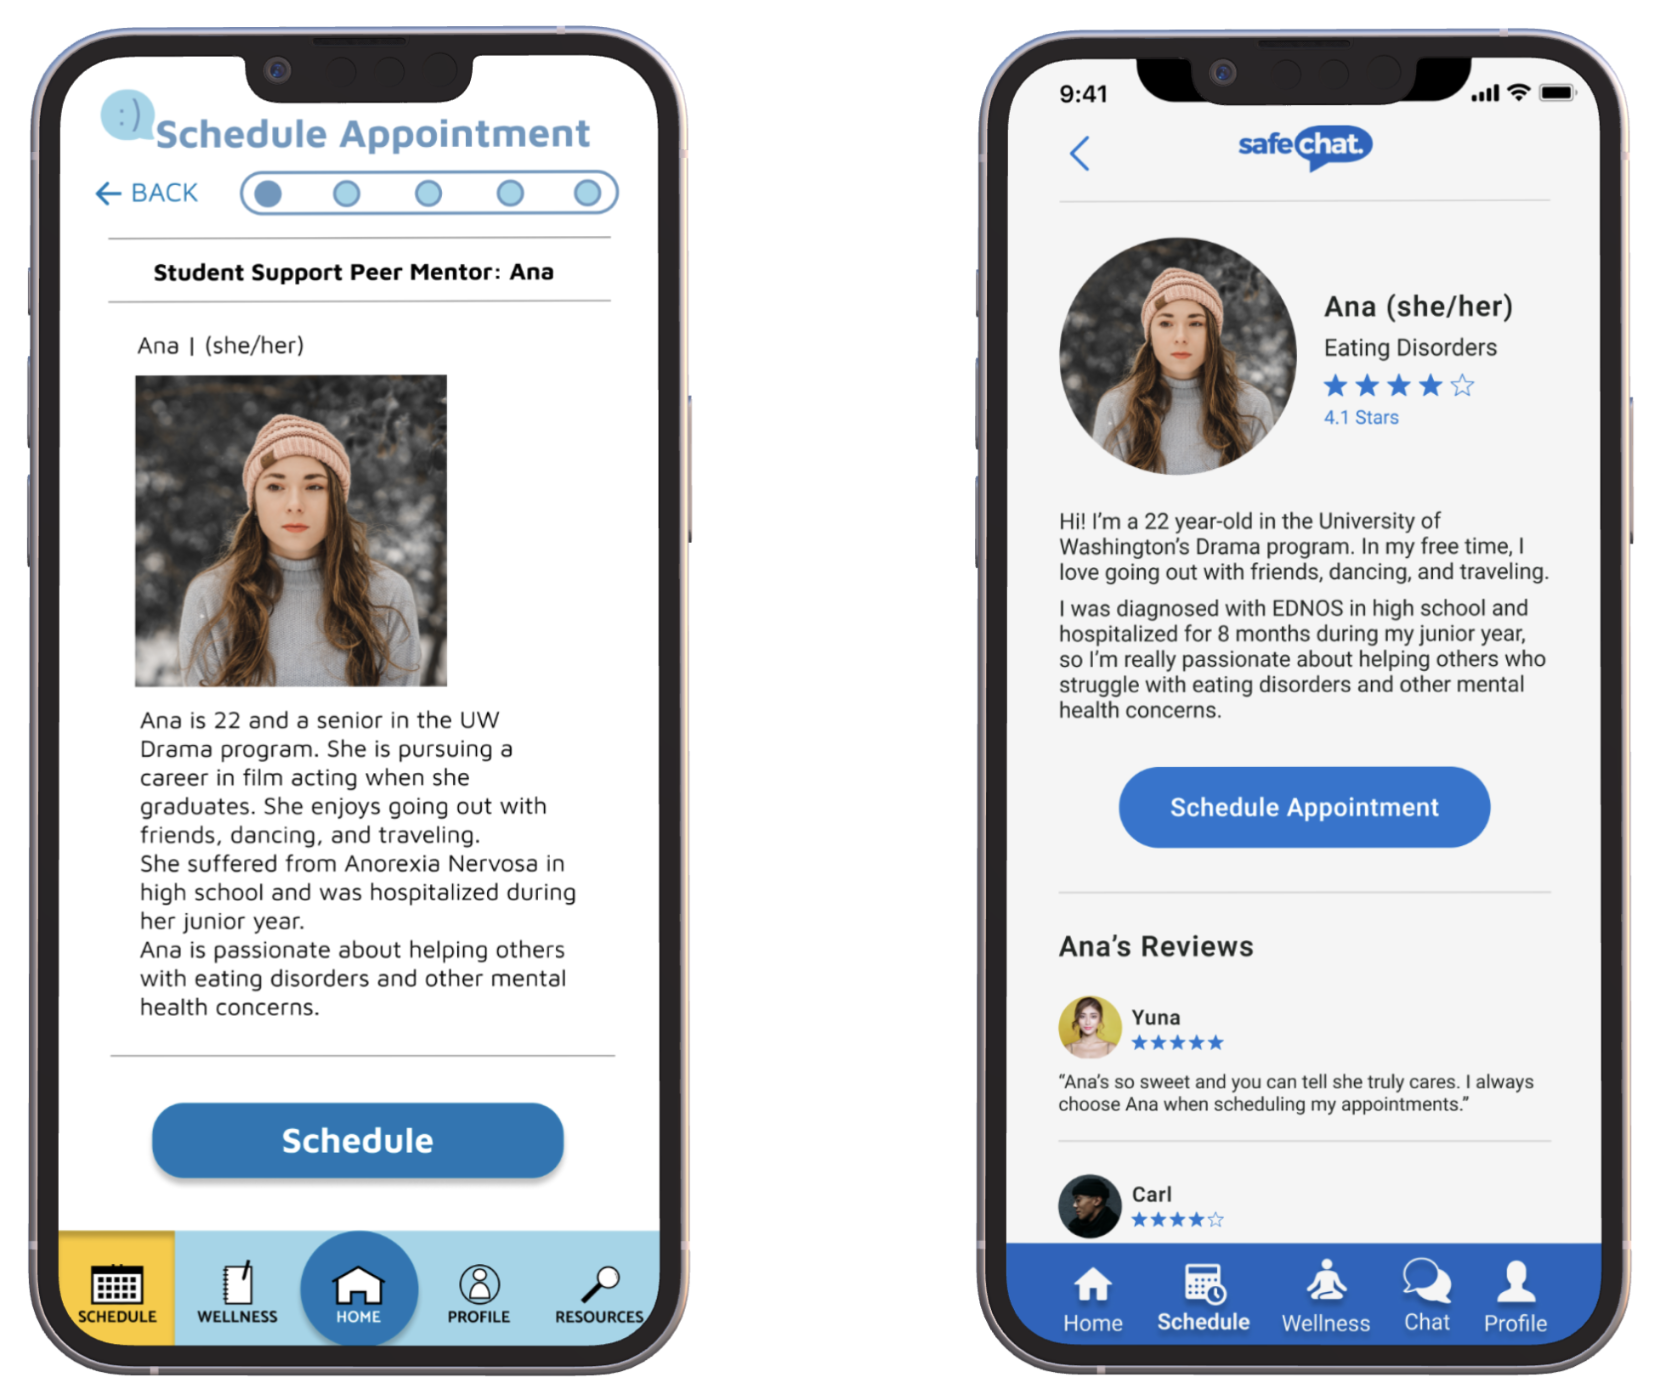 :)
Schedule Appointment
← BACK
Student Support Peer Mentor: Ana
Ana | (she/her)
Ana is 22 and a senior in the UW
Drama program. She is pursuing a
career in film acting when she
graduates. She enjoys going out with
friends, dancing, and traveling.
She suffered from Anorexia Nervosa in
high school and was hospitalized during
her junior year.
Ana is passionate about helping others
with eating disorders and other mental
health concerns.
Schedule
SCHEDULE
WELLNESS
HOME
PROFILE
RESOURCES
9:41
safechat.
Ana (she/her)
Eating Disorders
4.1 Stars
Hi! I’m a 22 year-old in the University of
Washington’s Drama program. In my free time, I
love going out with friends, dancing, and traveling.
I was diagnosed with EDNOS in high school and
hospitalized for 8 months during my junior year,
so I’m really passionate about helping others who
struggle with eating disorders and other mental
health concerns.
Schedule Appointment
Ana’s Reviews
Yuna
“Ana’s so sweet and you can tell she truly cares. I always
choose Ana when scheduling my appointments.”
Carl
Home
Schedule
Wellness
Chat
Profile